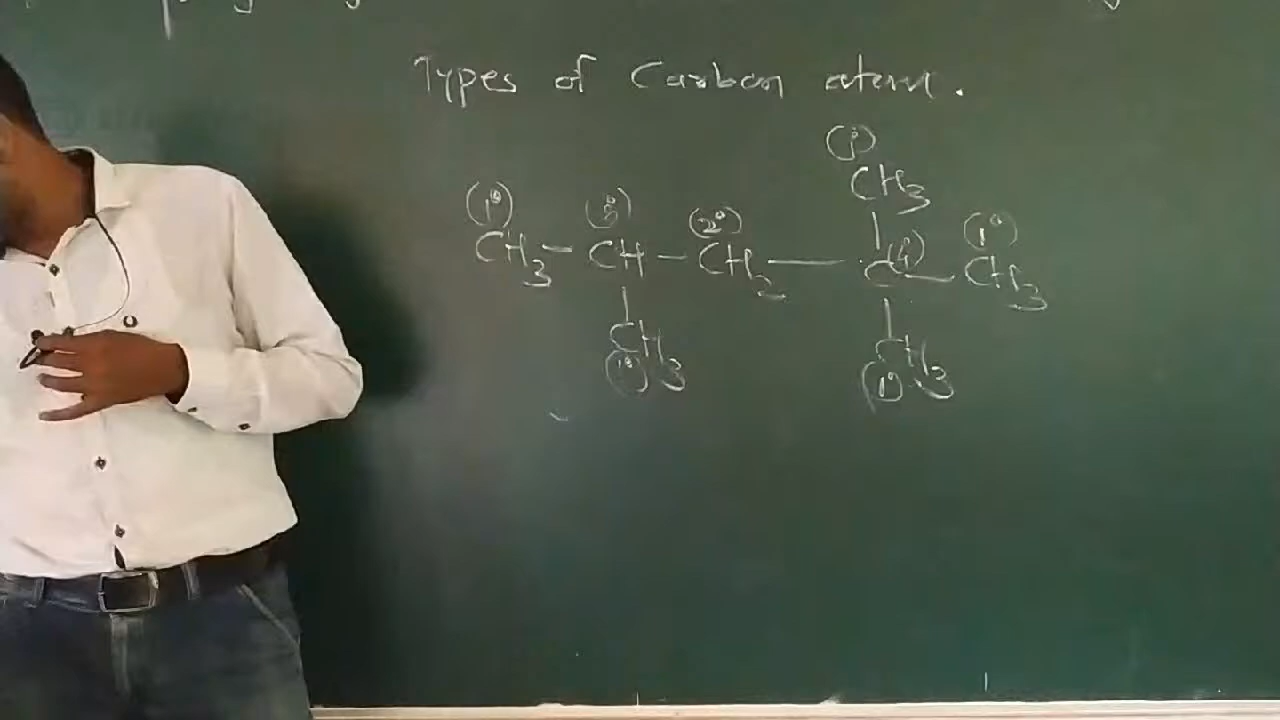 Types of Carbon atom.
(1°)
CH3
(1°) (3°) (2°) (1°)
CH3 - CH - CH2 — C (4) — CH3
CH3 CH3
(1°) (1°)